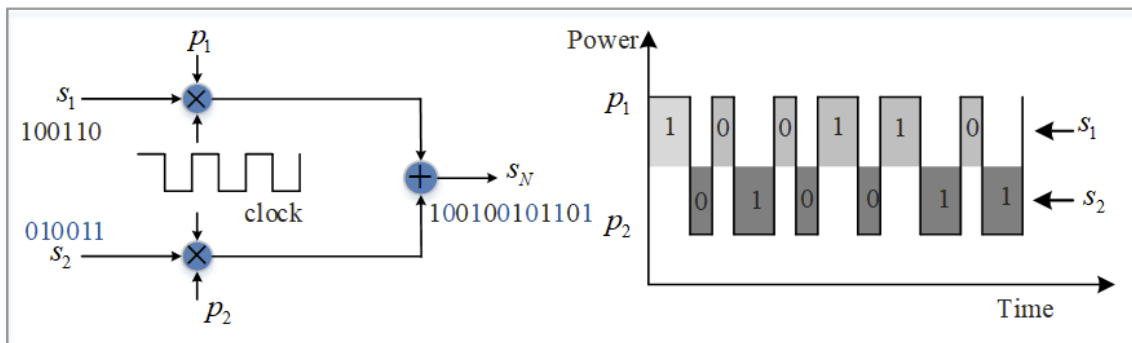 p₁
s₁
100110
clock
s_N
100100101101
010011
s₂
p₂
Power
p₁
1 0 0 1 1 0
s₁
0 1 0 0 1 1
s₂
p₂
Time